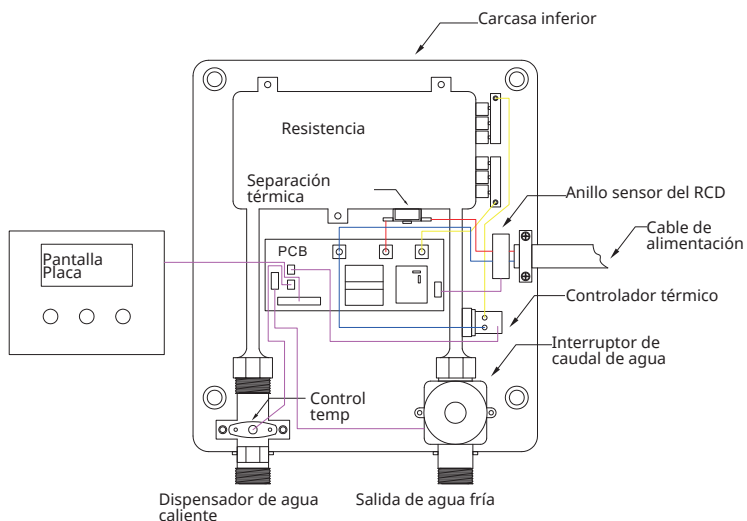 Carcasa inferior
Resistencia
Separación
térmica
Anillo sensor del RCD
Cable de
alimentación
PCB
Pantalla
Placa
Controlador térmico
Interruptor de
caudal de agua
Control
temp
Dispensador de agua
caliente
Salida de agua fría